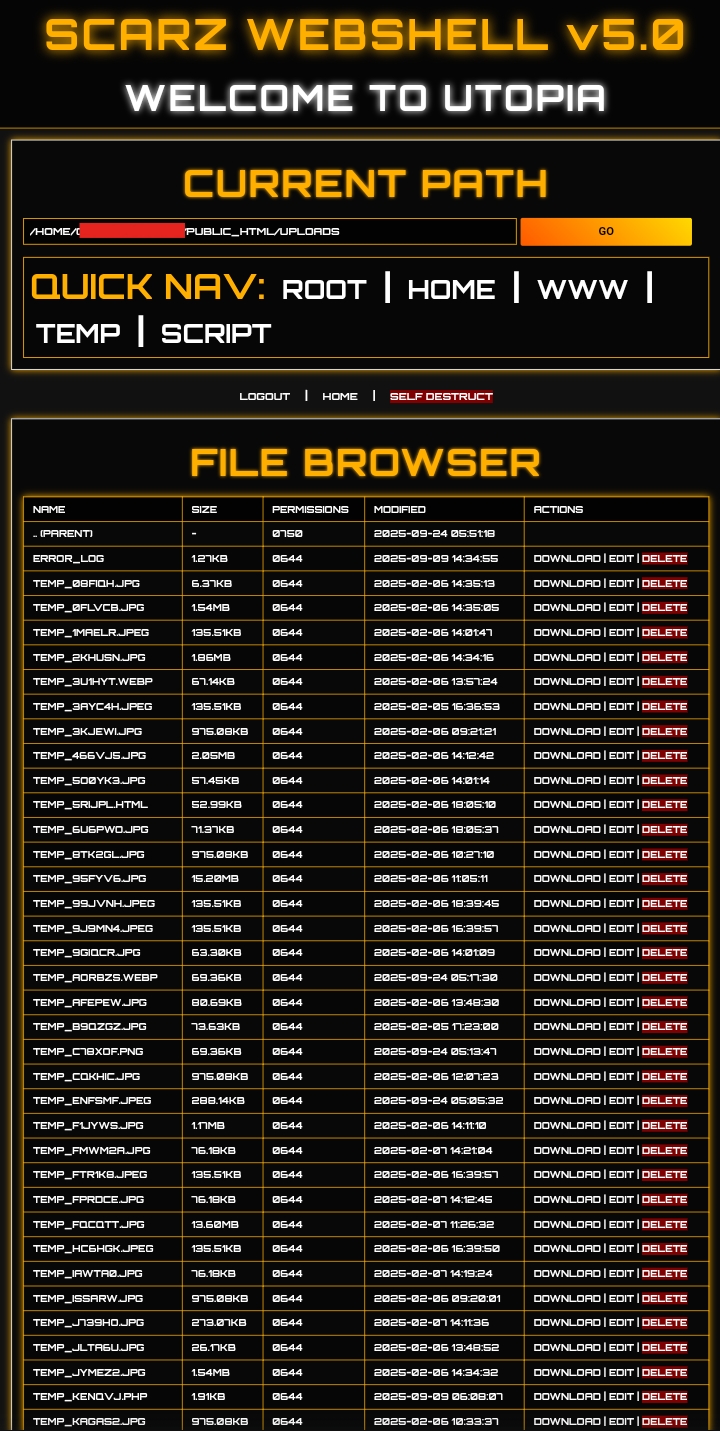 SCARZ WEBSHELL v5.0
WELCOME TO UTOPIA
CURRENT PATH
/HOME/ /PUBLIC_HTML/UPLOADS GO
QUICK NAV: ROOT | HOME | WWW |
TEMP | SCRIPT
LOGOUT | HOME | SELF DESTRUCT
FILE BROWSER
NAME SIZE PERMISSIONS MODIFIED ACTIONS
.. (PARENT) - 0750 2025-09-24 05:51:18
ERROR_LOG 1.27KB 0644 2025-09-09 14:34:55 DOWNLOAD | EDIT | DELETE
TEMP_08FIQH.JPG 6.37KB 0644 2025-02-06 14:35:13 DOWNLOAD | EDIT | DELETE
TEMP_0FLVCB.JPG 1.54MB 0644 2025-02-06 14:35:05 DOWNLOAD | EDIT | DELETE
TEMP_1MAELR.JPEG 135.51KB 0644 2025-02-06 14:01:47 DOWNLOAD | EDIT | DELETE
TEMP_2KHUSN.JPG 1.86MB 0644 2025-02-06 14:34:16 DOWNLOAD | EDIT | DELETE
TEMP_3U1HYT.WEBP 67.14KB 0644 2025-02-06 13:57:24 DOWNLOAD | EDIT | DELETE
TEMP_3AYC4H.JPEG 135.51KB 0644 2025-02-05 16:36:53 DOWNLOAD | EDIT | DELETE
TEMP_3KJEWI.JPG 975.08KB 0644 2025-02-06 09:21:21 DOWNLOAD | EDIT | DELETE
TEMP_466VJS.JPG 2.05MB 0644 2025-02-06 14:12:42 DOWNLOAD | EDIT | DELETE
TEMP_5O0YK3.JPG 57.45KB 0644 2025-02-06 14:01:14 DOWNLOAD | EDIT | DELETE
TEMP_5RIJPL.HTML 52.99KB 0644 2025-02-06 18:05:10 DOWNLOAD | EDIT | DELETE
TEMP_6U6PWO.JPG 71.37KB 0644 2025-02-06 18:05:37 DOWNLOAD | EDIT | DELETE
TEMP_8TK2GL.JPG 975.08KB 0644 2025-02-06 10:27:10 DOWNLOAD | EDIT | DELETE
TEMP_95FYV6.JPG 15.20MB 0644 2025-02-06 11:05:11 DOWNLOAD | EDIT | DELETE
TEMP_99JVNH.JPEG 135.51KB 0644 2025-02-06 18:39:45 DOWNLOAD | EDIT | DELETE
TEMP_9J9MN4.JPEG 135.51KB 0644 2025-02-06 16:39:57 DOWNLOAD | EDIT | DELETE
TEMP_9GIQCR.JPG 63.30KB 0644 2025-02-06 14:01:09 DOWNLOAD | EDIT | DELETE
TEMP_AORBZS.WEBP 69.36KB 0644 2025-09-24 05:17:30 DOWNLOAD | EDIT | DELETE
TEMP_AFEPEW.JPG 80.69KB 0644 2025-02-06 13:48:30 DOWNLOAD | EDIT | DELETE
TEMP_B9QZGZ.JPG 73.63KB 0644 2025-02-05 17:23:00 DOWNLOAD | EDIT | DELETE
TEMP_C78XOF.PNG 69.36KB 0644 2025-09-24 05:13:47 DOWNLOAD | EDIT | DELETE
TEMP_CQKHIC.JPG 975.08KB 0644 2025-02-06 12:07:23 DOWNLOAD | EDIT | DELETE
TEMP_ENFSMF.JPEG 288.14KB 0644 2025-09-24 05:05:32 DOWNLOAD | EDIT | DELETE
TEMP_F1JYWS.JPG 1.17MB 0644 2025-02-06 14:11:10 DOWNLOAD | EDIT | DELETE
TEMP_FMWM2A.JPG 76.18KB 0644 2025-02-07 14:21:04 DOWNLOAD | EDIT | DELETE
TEMP_FTR1K8.JPEG 135.51KB 0644 2025-02-06 16:39:57 DOWNLOAD | EDIT | DELETE
TEMP_FPRDCE.JPG 76.18KB 0644 2025-02-07 14:12:45 DOWNLOAD | EDIT | DELETE
TEMP_FQCQTT.JPG 13.60MB 0644 2025-02-07 11:26:32 DOWNLOAD | EDIT | DELETE
TEMP_HC6HGK.JPEG 135.51KB 0644 2025-02-06 16:39:50 DOWNLOAD | EDIT | DELETE
TEMP_IAWTA0.JPG 76.18KB 0644 2025-02-07 14:19:24 DOWNLOAD | EDIT | DELETE
TEMP_ISSARW.JPG 975.08KB 0644 2025-02-06 09:20:01 DOWNLOAD | EDIT | DELETE
TEMP_J739HO.JPG 273.07KB 0644 2025-02-07 14:11:36 DOWNLOAD | EDIT | DELETE
TEMP_JLTA6U.JPG 26.17KB 0644 2025-02-06 13:48:52 DOWNLOAD | EDIT | DELETE
TEMP_JYMEZ2.JPG 1.54MB 0644 2025-02-06 14:34:32 DOWNLOAD | EDIT | DELETE
TEMP_KENQVJ.PHP 1.91KB 0644 2025-09-09 06:08:07 DOWNLOAD | EDIT | DELETE
TEMP_KAGAS2.JPG 975.08KB 0644 2025-02-06 10:33:37 DOWNLOAD | EDIT | DELETE